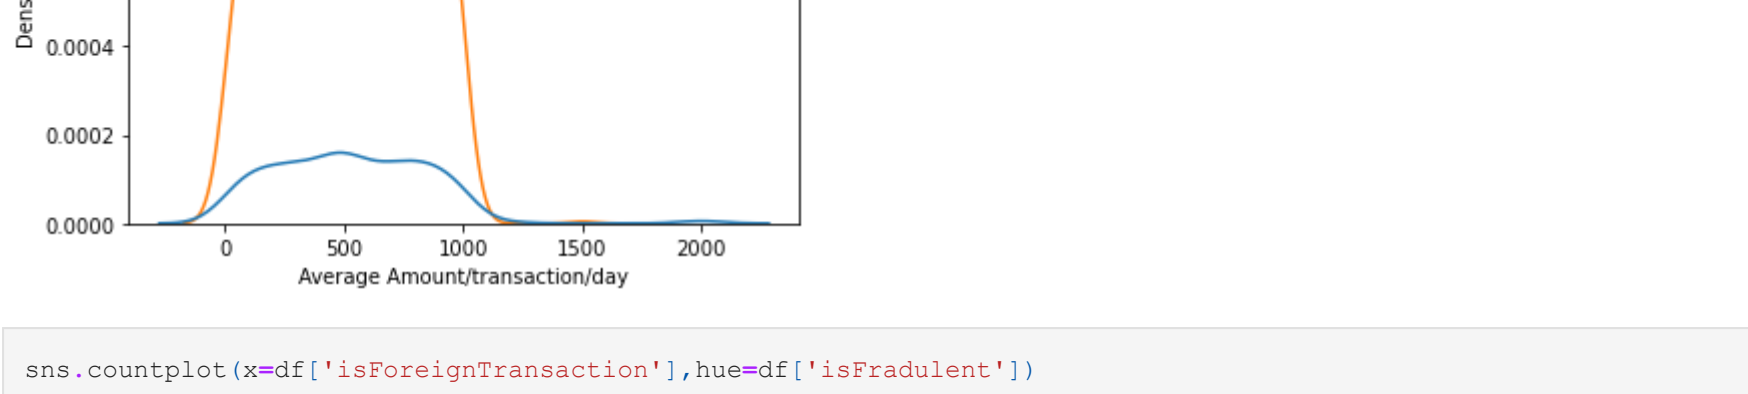 Dens
0.0004
0.0002
0.0000
0 500 1000 1500 2000
Average Amount/transaction/day
sns.countplot(x=df['isForeignTransaction'],hue=df['isFradulent'])